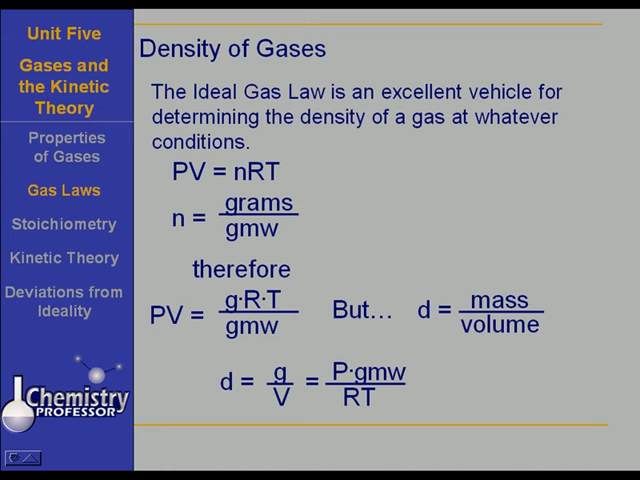 Unit Five
Gases and
the Kinetic
Theory
Properties
of Gases
Gas Laws
Stoichiometry
Kinetic Theory
Deviations from
Ideality
Chemistry
PROFESSOR
Density of Gases
The Ideal Gas Law is an excellent vehicle for
determining the density of a gas at whatever
conditions.
PV = nRT
n = grams / gmw
therefore
PV = g·R·T / gmw But... d = mass / volume
d = g / V = P·gmw / RT